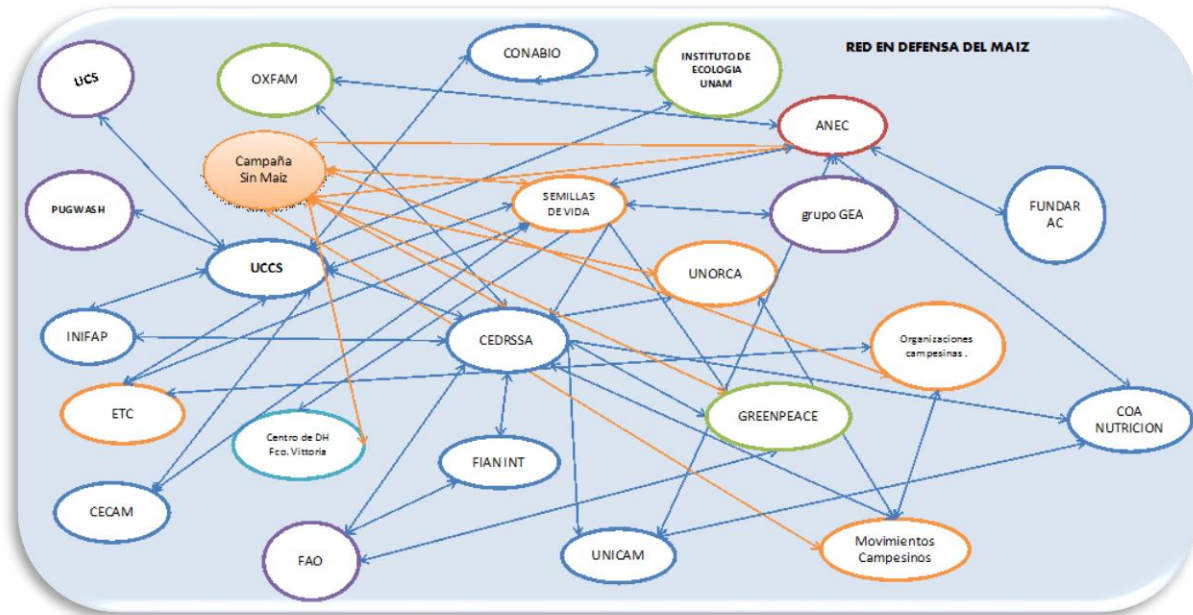 RED EN DEFENSA DEL MAIZ
UCS
OXFAM
CONABIO
INSTITUTO DE
ECOLOGIA
UNAM
ANEC
Campaña
Sin Maiz
PUGWASH
SEMILLAS
DE VIDA
grupo GEA
FUNDAR
AC
UCCS
UNORCA
INIFAP
CEDRSSA
Organizaciones
campesinas .
ETC
Centro de DH
Fco. Vittoria
GREENPEACE
COA
NUTRICION
FIAN INT
CECAM
FAO
UNICAM
Movimientos
Campesinos